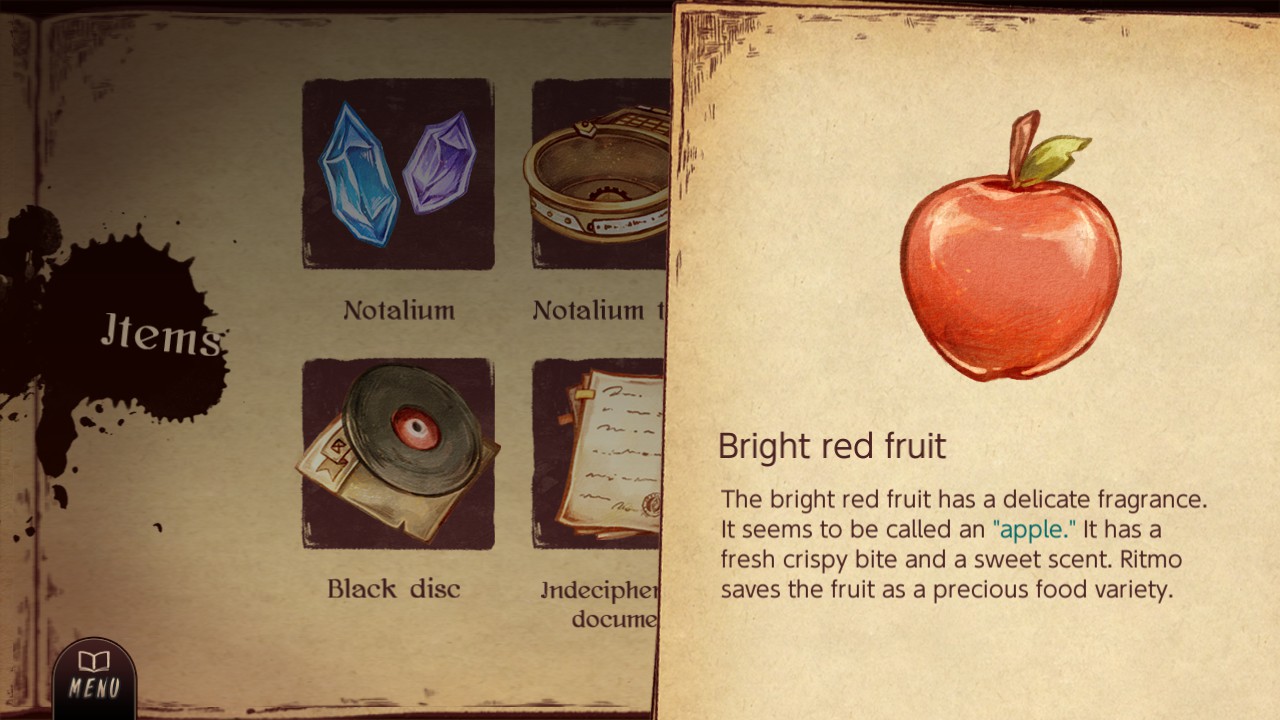 Items
Notalium
Notalium t
Black disc
Indecipher
docume
MENU
Bright red fruit
The bright red fruit has a delicate fragrance.
It seems to be called an "apple." It has a
fresh crispy bite and a sweet scent. Ritmo
saves the fruit as a precious food variety.